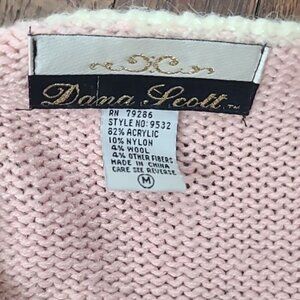 Dana Scott™
RN 79286
STYLE NO: 9532
82% ACRYLIC
10% NYLON
4% WOOL
4% OTHER FIBERS
MADE IN CHINA
CARE SEE REVERSE
M